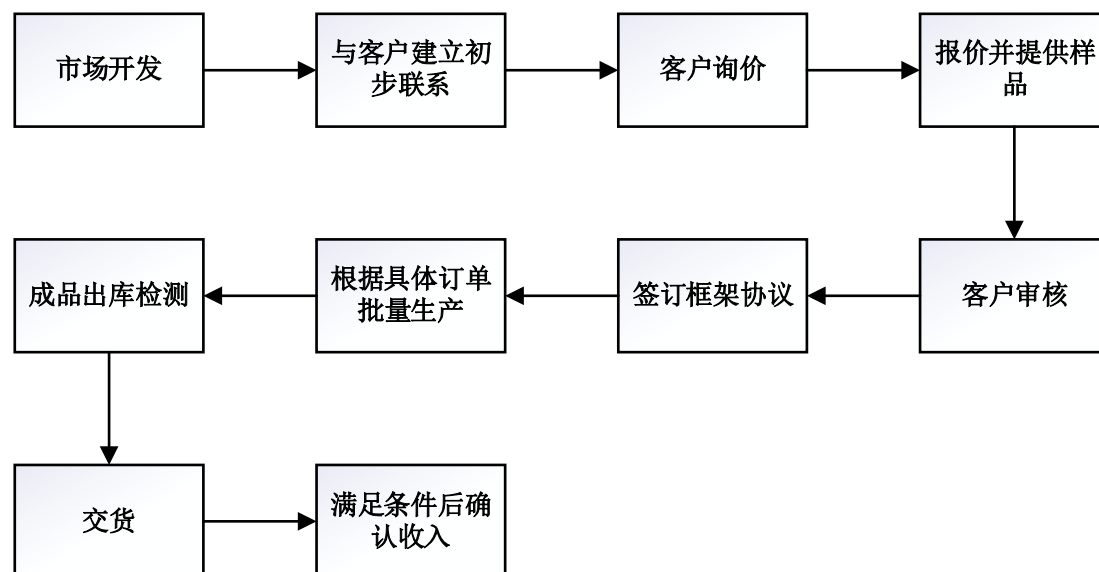 市场开发
与客户建立初
步联系
客户询价
报价并提供样
品
客户审核
签订框架协议
根据具体订单
批量生产
成品出库检测
交货
满足条件后确
认收入